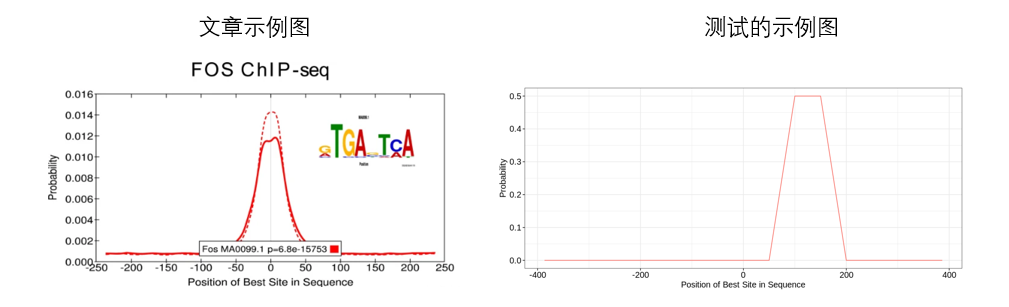 文章示例图
测试的示例图
FOS ChIP-seq
0.016
0.014
0.012
0.010
0.008
0.006
0.004
0.002
0.000
Probability
Fos MA0099.1 p=6.8e-15753
-250 -200 -150 -100 -50 0 50 100 150 200 250
Position of Best Site in Sequence
0.5
0.4
0.3
0.2
0.1
0.0
Probability
-400 -200 0 200 400
Position of Best Site in Sequence